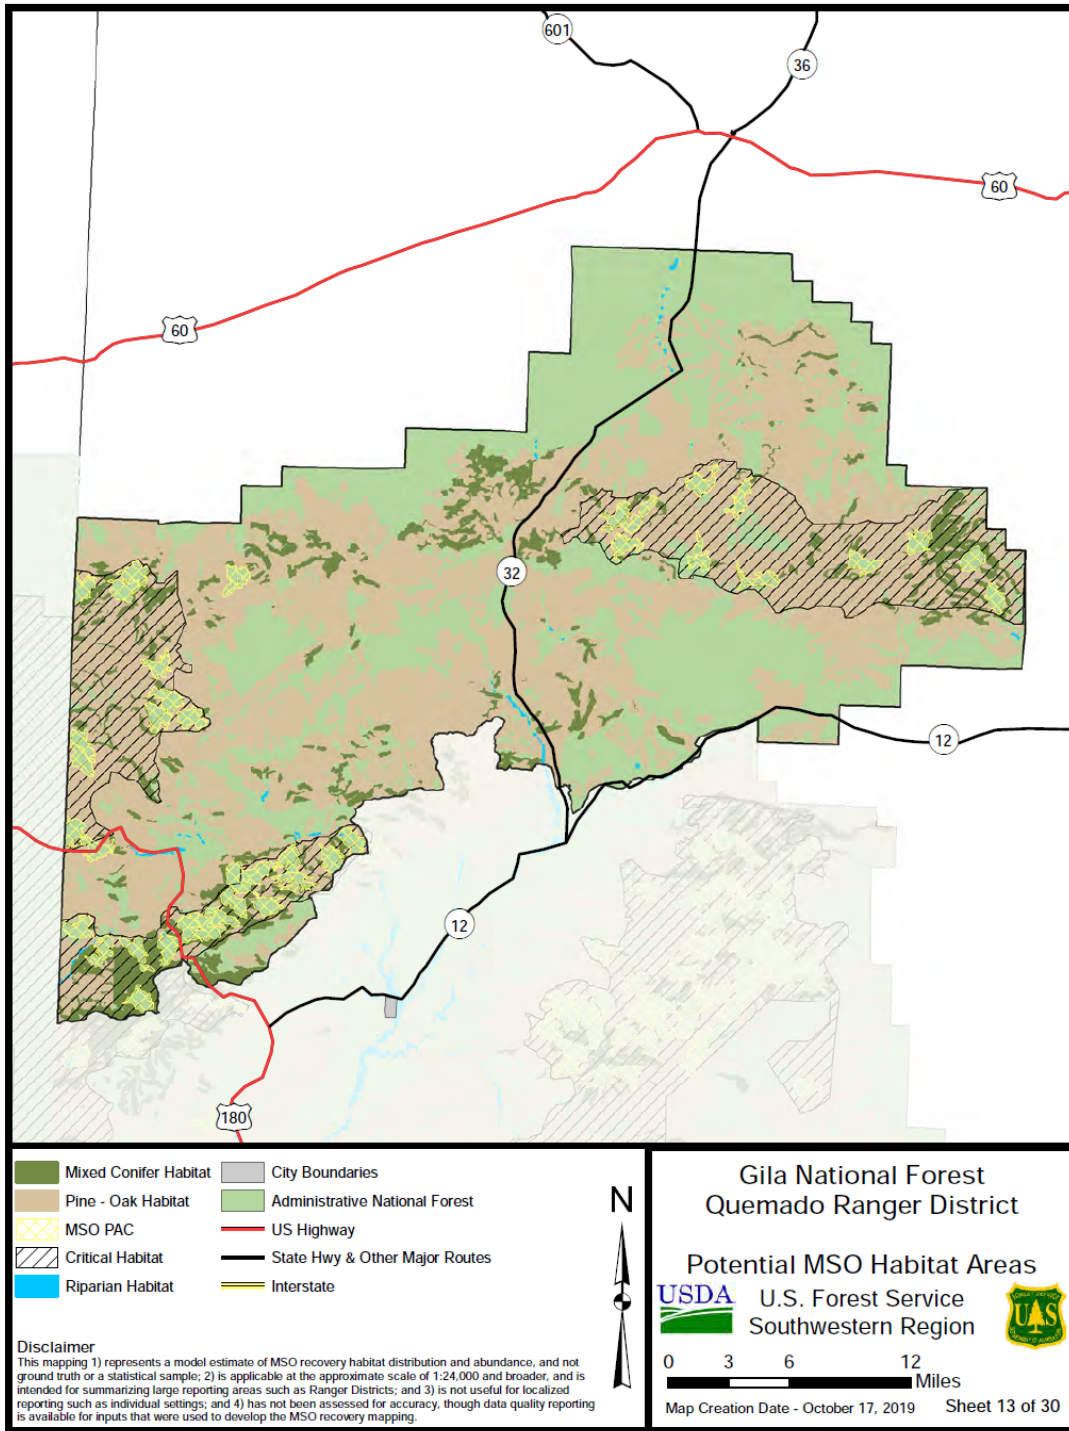 601
36
60
60
32
12
12
180
Mixed Conifer Habitat
Pine - Oak Habitat
MSO PAC
Critical Habitat
Riparian Habitat
City Boundaries
Administrative National Forest
US Highway
State Hwy & Other Major Routes
Interstate
N
Disclaimer
This mapping 1) represents a model estimate of MSO recovery habitat distribution and abundance, and not
ground truth or a statistical sample; 2) is applicable at the approximate scale of 1:24,000 and broader, and is
intended for summarizing large reporting areas such as Ranger Districts; and 3) is not useful for localized
reporting such as individual settings; and 4) has not been assessed for accuracy, though data quality reporting
is available for inputs that were used to develop the MSO recovery mapping.
Gila National Forest
Quemado Ranger District
Potential MSO Habitat Areas
USDA
U.S. Forest Service
Southwestern Region
UAS
0 3 6 12
Miles
Map Creation Date - October 17, 2019
Sheet 13 of 30